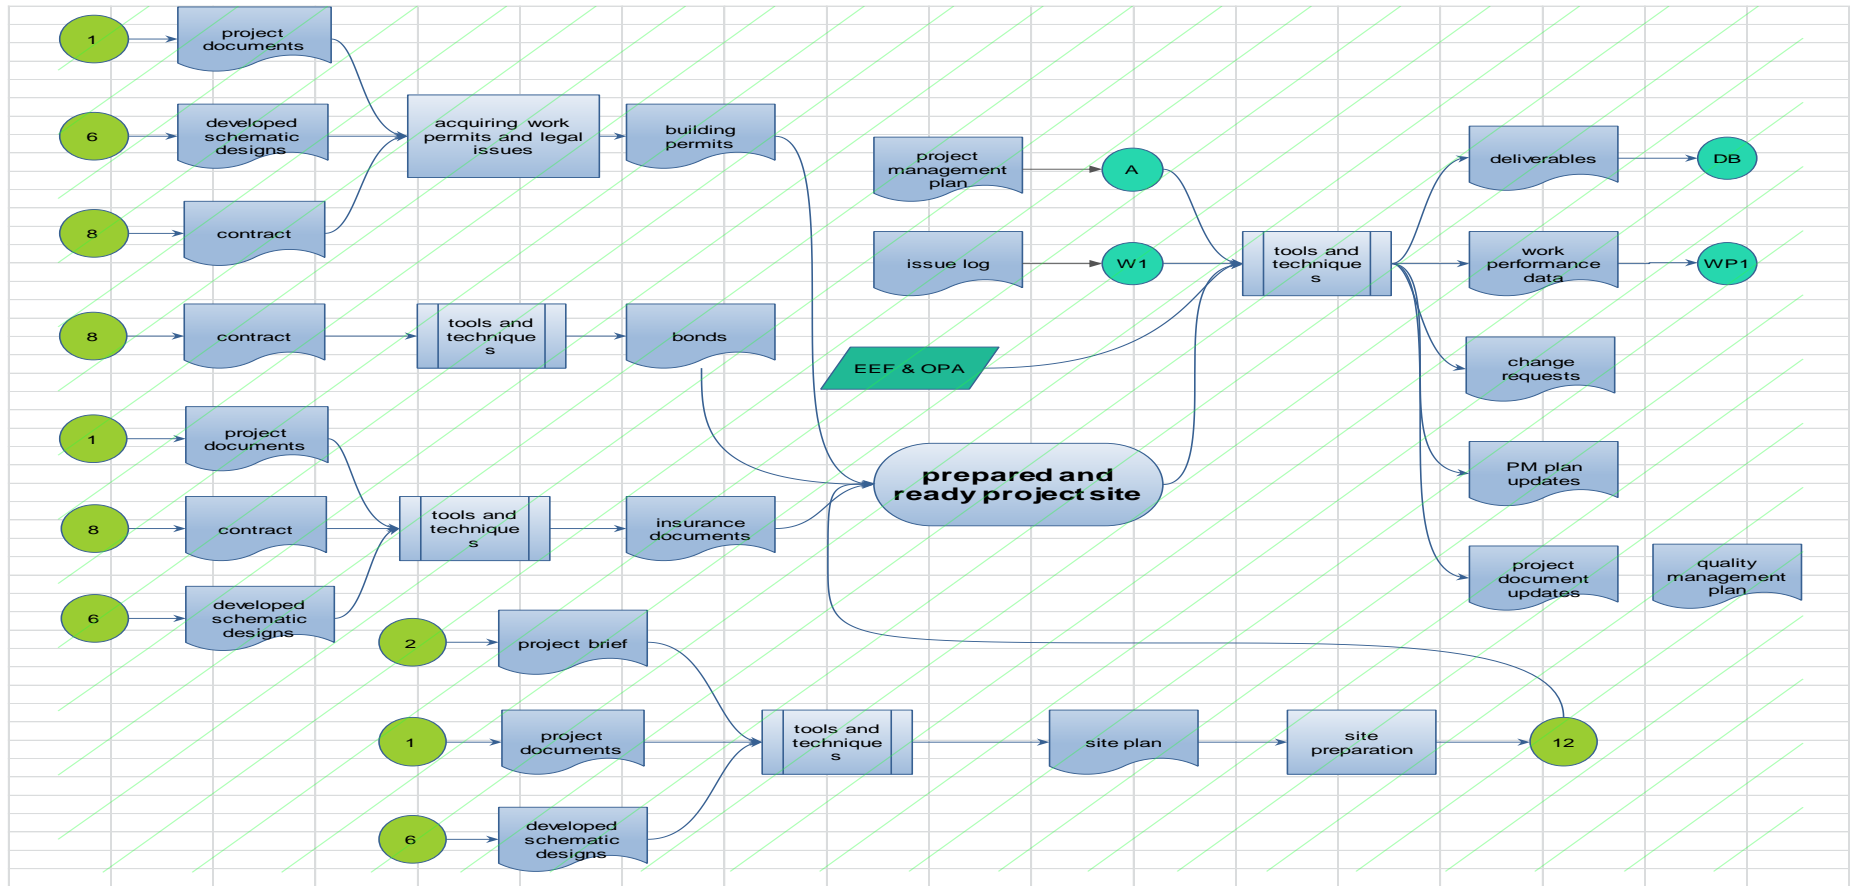 1
project
documents
6
developed
schematic
designs
8
contract
acquiring work
permits and legal
issues
building
permits
8
contract
tools and
technique
s
bonds
1
project
documents
8
contract
6
developed
schematic
designs
tools and
technique
s
insurance
documents
project
management
plan
A
issue log
W1
EEF & OPA
prepared and
ready project site
tools and
technique
s
deliverables
DB
work
performance
data
WP1
change
requests
PM plan
updates
project
document
updates
quality
management
plan
2
project brief
1
project
documents
6
developed
schematic
designs
tools and
technique
s
site plan
site
preparation
12